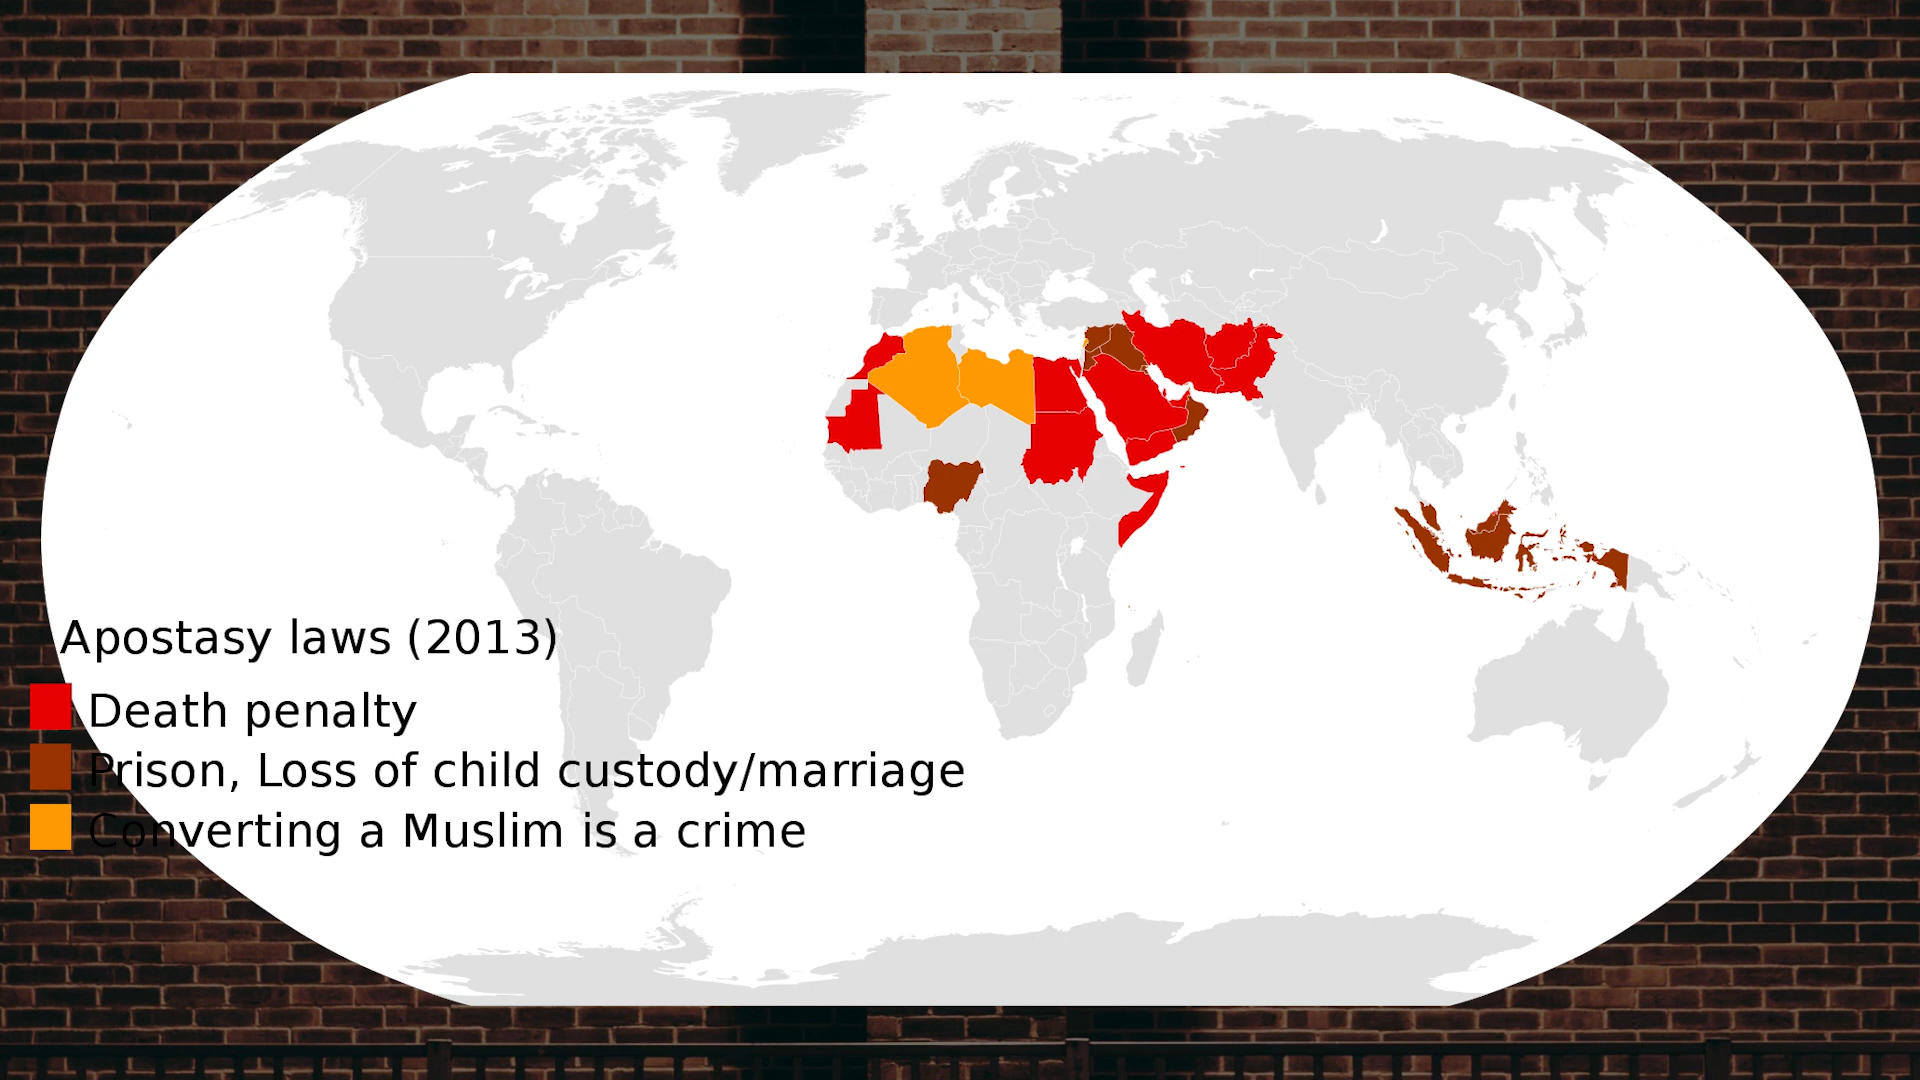 Apostasy laws (2013)
Death penalty
Prison, Loss of child custody/marriage
Converting a Muslim is a crime